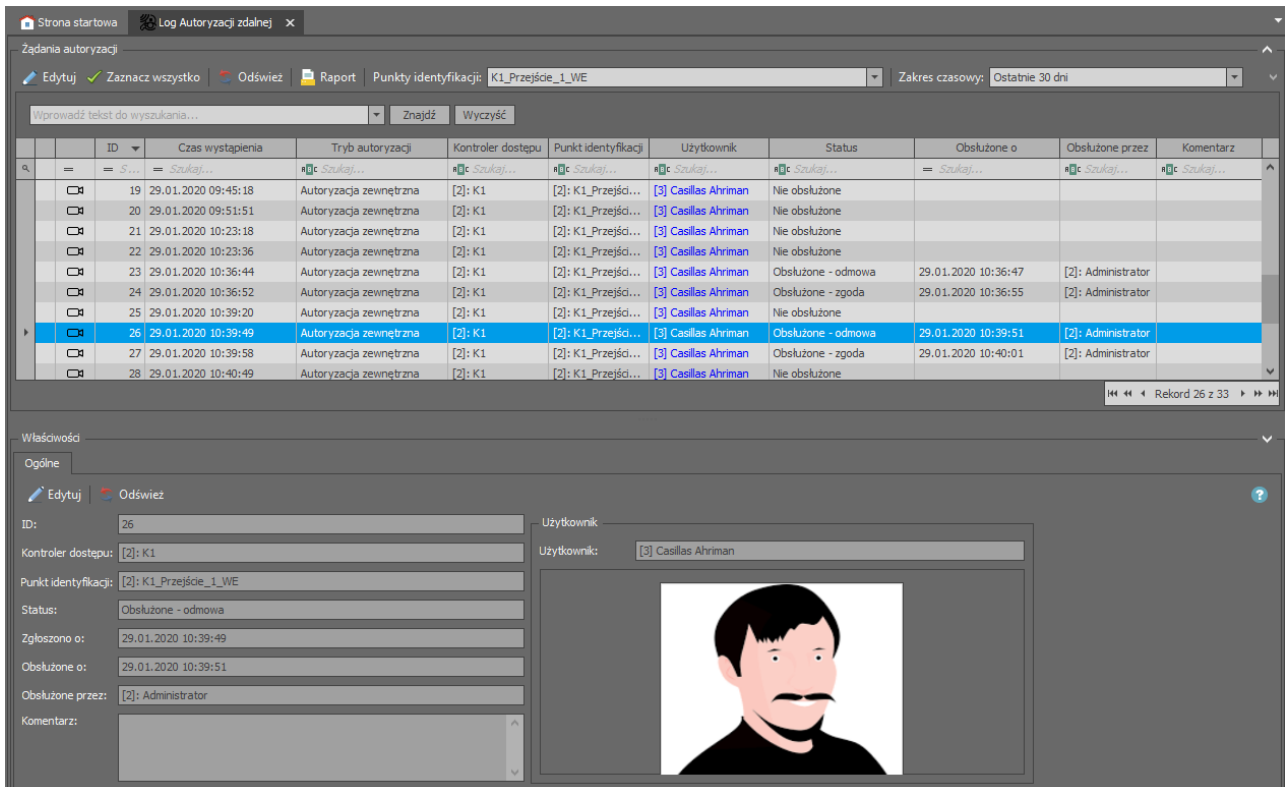 Strona startowa Log Autoryzacji zdalnej
Żądania autoryzacji
Edytuj Zaznacz wszystko Odśwież Raport Punkty identyfikacji: K1_Przejście_1_WE Zakres czasowy: Ostatnie 30 dni
Wprowadź tekst do wyszukania... Znajdź Wyczyść
ID Czas wystąpienia Tryb autoryzacji Kontroler dostępu Punkt identyfikacji Użytkownik Status Obsłużone o Obsłużone przez Komentarz
= = S... = Szukaj... Szukaj... Szukaj... Szukaj... Szukaj... Szukaj... = Szukaj... Szukaj... Szukaj...
19 29.01.2020 09:45:18 Autoryzacja zewnętrzna [2]: K1 [2]: K1_Przejści... [3] Casillas Ahriman Nie obsłużone
20 29.01.2020 09:51:51 Autoryzacja zewnętrzna [2]: K1 [2]: K1_Przejści... [3] Casillas Ahriman Nie obsłużone
21 29.01.2020 10:23:18 Autoryzacja zewnętrzna [2]: K1 [2]: K1_Przejści... [3] Casillas Ahriman Nie obsłużone
22 29.01.2020 10:23:36 Autoryzacja zewnętrzna [2]: K1 [2]: K1_Przejści... [3] Casillas Ahriman Nie obsłużone
23 29.01.2020 10:36:44 Autoryzacja zewnętrzna [2]: K1 [2]: K1_Przejści... [3] Casillas Ahriman Obsłużone - odmowa 29.01.2020 10:36:47 [2]: Administrator
24 29.01.2020 10:36:52 Autoryzacja zewnętrzna [2]: K1 [2]: K1_Przejści... [3] Casillas Ahriman Obsłużone - zgoda 29.01.2020 10:36:55 [2]: Administrator
25 29.01.2020 10:39:20 Autoryzacja zewnętrzna [2]: K1 [2]: K1_Przejści... [3] Casillas Ahriman Nie obsłużone
26 29.01.2020 10:39:49 Autoryzacja zewnętrzna [2]: K1 [2]: K1_Przejści... [3] Casillas Ahriman Obsłużone - odmowa 29.01.2020 10:39:51 [2]: Administrator
27 29.01.2020 10:39:58 Autoryzacja zewnętrzna [2]: K1 [2]: K1_Przejści... [3] Casillas Ahriman Obsłużone - zgoda 29.01.2020 10:40:01 [2]: Administrator
28 29.01.2020 10:40:49 Autoryzacja zewnętrzna [2]: K1 [2]: K1_Przejści... [3] Casillas Ahriman Nie obsłużone
Rekord 26 z 33
Właściwości
Ogólne
Edytuj Odśwież
ID: 26
Kontroler dostępu: [2]: K1
Punkt identyfikacji: [2]: K1_Przejście_1_WE
Status: Obsłużone - odmowa
Zgłoszono o: 29.01.2020 10:39:49
Obsłużone o: 29.01.2020 10:39:51
Obsłużone przez: [2]: Administrator
Komentarz:
Użytkownik
Użytkownik: [3] Casillas Ahriman